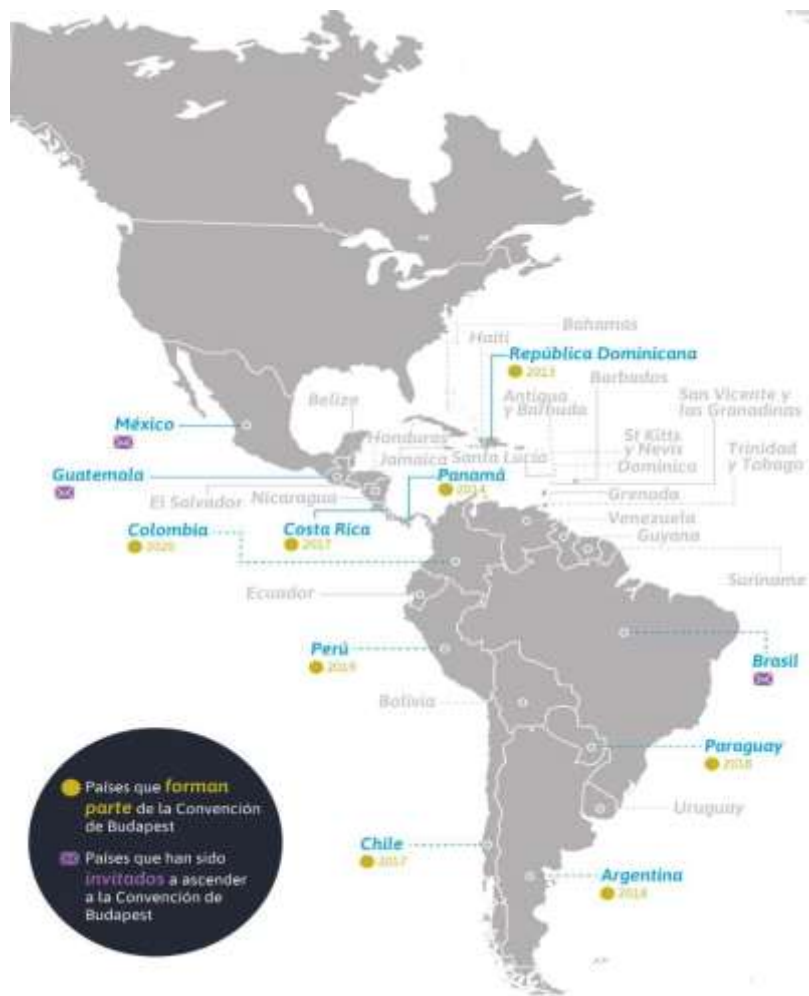 Bahamas
Haití
República Dominicana
2013
Barbados
Belize
Antigua
y Barbuda
San Vicente y
las Granadinas
México
Honduras
Jamaica
Santa Lucía
St Kitts
y Nevis
Dominica
Trinidad
y Tobago
Guatemala
Panamá
2014
El Salvador
Nicaragua
Grenada
Colombia
2020
Costa Rica
2017
Venezuela
Guyana
Suriname
Ecuador
Perú
2019
Brasil
Bolivia
Paraguay
2018
Uruguay
Países que forman
parte de la Convención
de Budapest
Chile
2017
Países que han sido
invitados a ascender
a la Convención de
Budapest
Argentina
2018